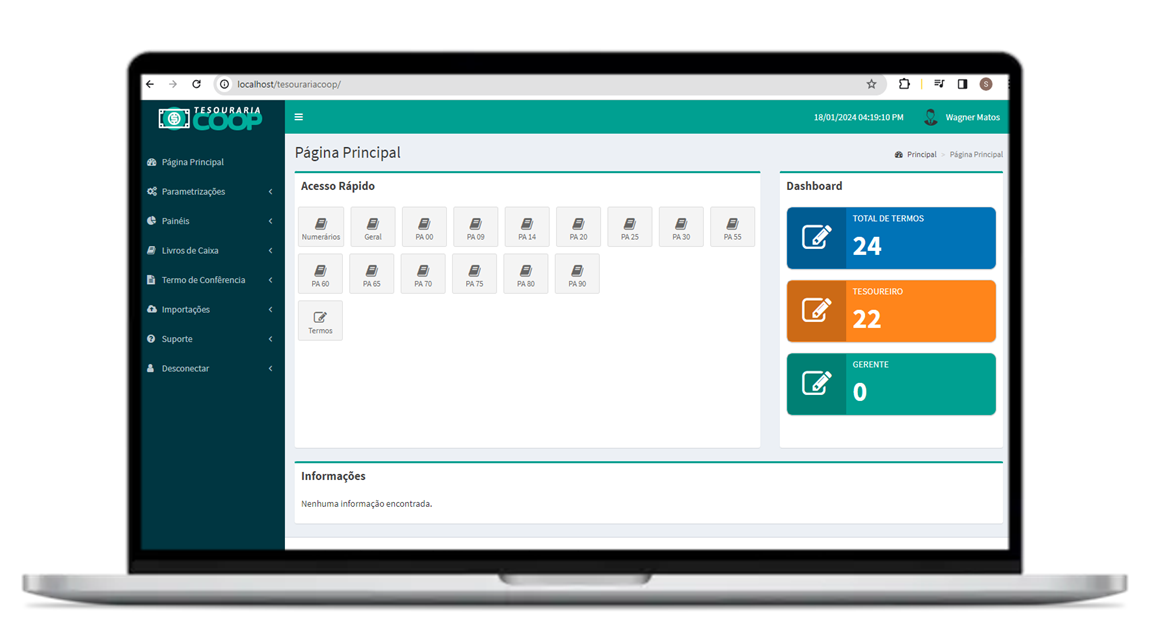 localhost/tesourariacoop/
S
TESOURARIA
COOP
18/01/2024 04:19:10 PM
Wagner Matos
Página Principal
Parametrizações
Painéis
Livros de Caixa
Termo de Confêrencia
Importações
Suporte
Desconectar
Página Principal
Principal > Página Principal
Acesso Rápido
Numerários
Geral
PA 00
PA 09
PA 14
PA 20
PA 25
PA 30
PA 55
PA 60
PA 65
PA 70
PA 75
PA 80
PA 90
Termos
Dashboard
TOTAL DE TERMOS
24
TESOUREIRO
22
GERENTE
0
Informações
Nenhuma informação encontrada.